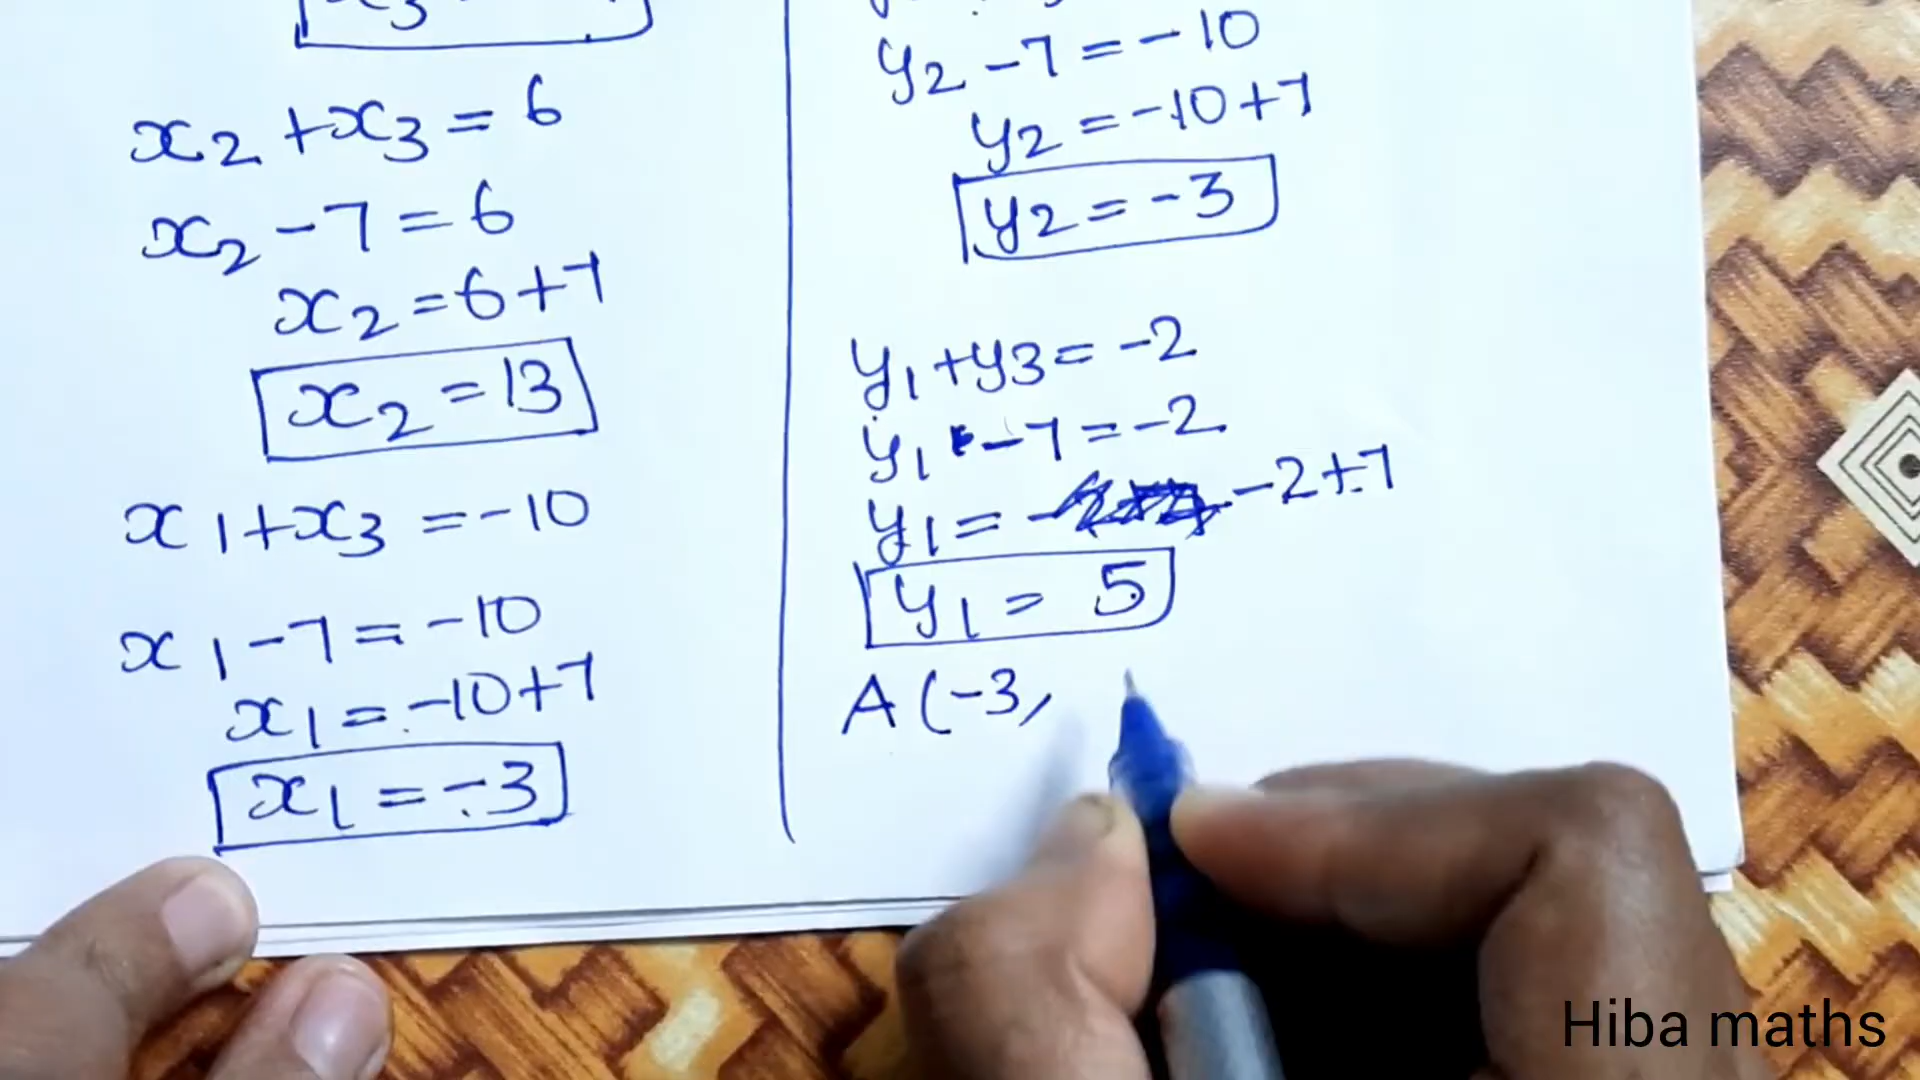 x₂ + x₃ = 6
x₂ - 7 = 6
x₂ = 6 + 7
x₂ = 13
x₁ + x₃ = -10
x₁ - 7 = -10
x₁ = -10 + 7
x₁ = -3
y₂ - 7 = -10
y₂ = -10 + 7
y₂ = -3
y₁ + y₃ = -2
y₁ - 7 = -2
y₁ = -2 + 7
y₁ = 5
A (-3,
Hiba maths